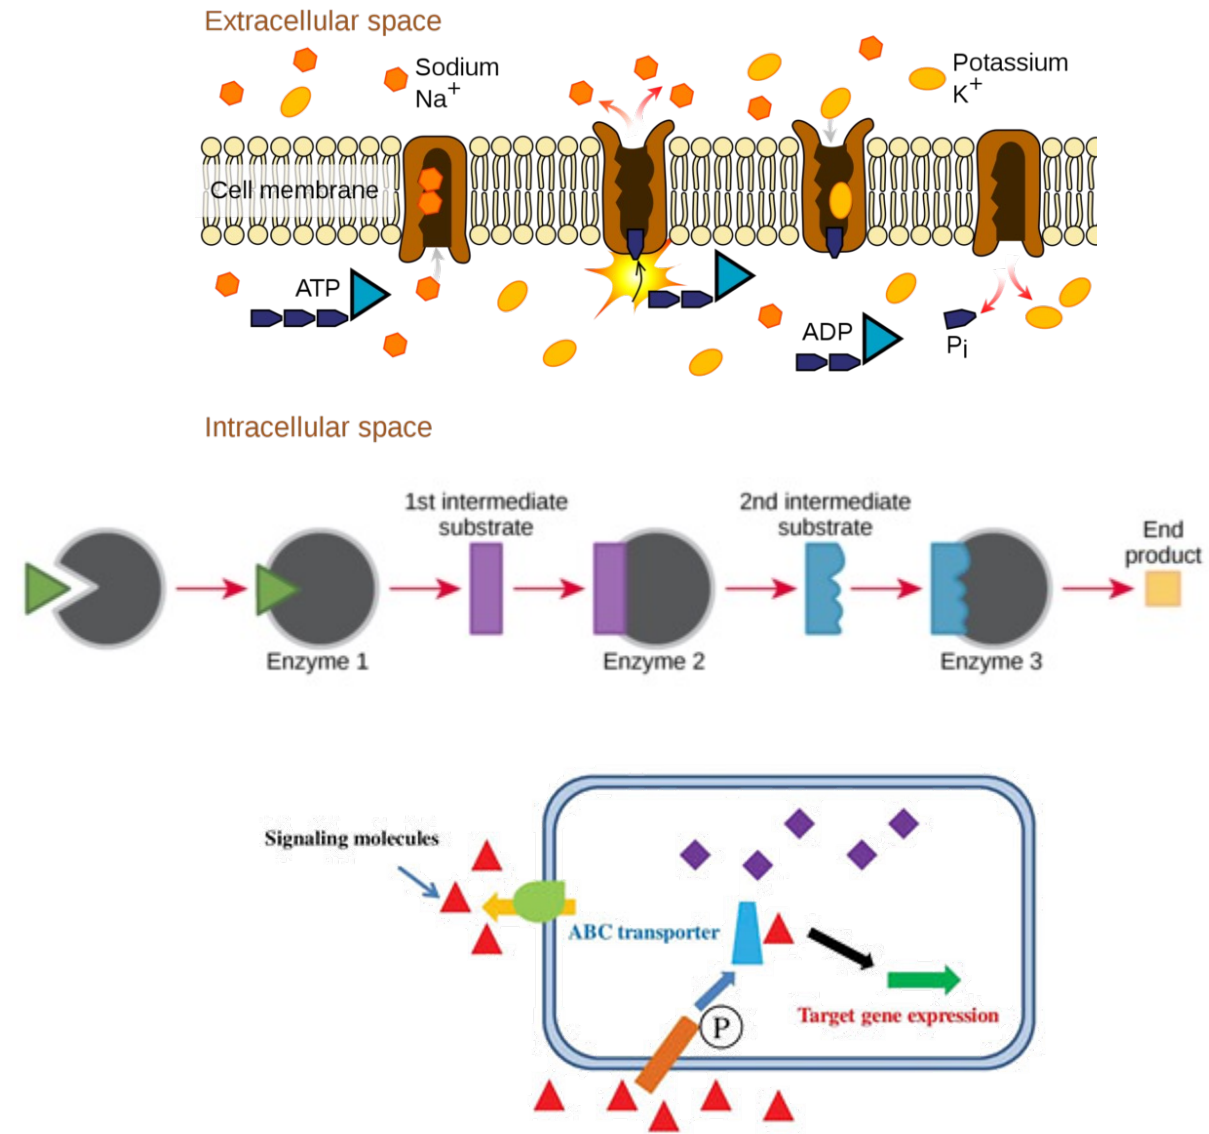 Extracellular space
Sodium
Na+
Potassium
K+
Cell membrane
ATP
ADP
Pi
Intracellular space
1st intermediate
substrate
2nd intermediate
substrate
End
product
Enzyme 1
Enzyme 2
Enzyme 3
Signaling molecules
ABC transporter
P
Target gene expression